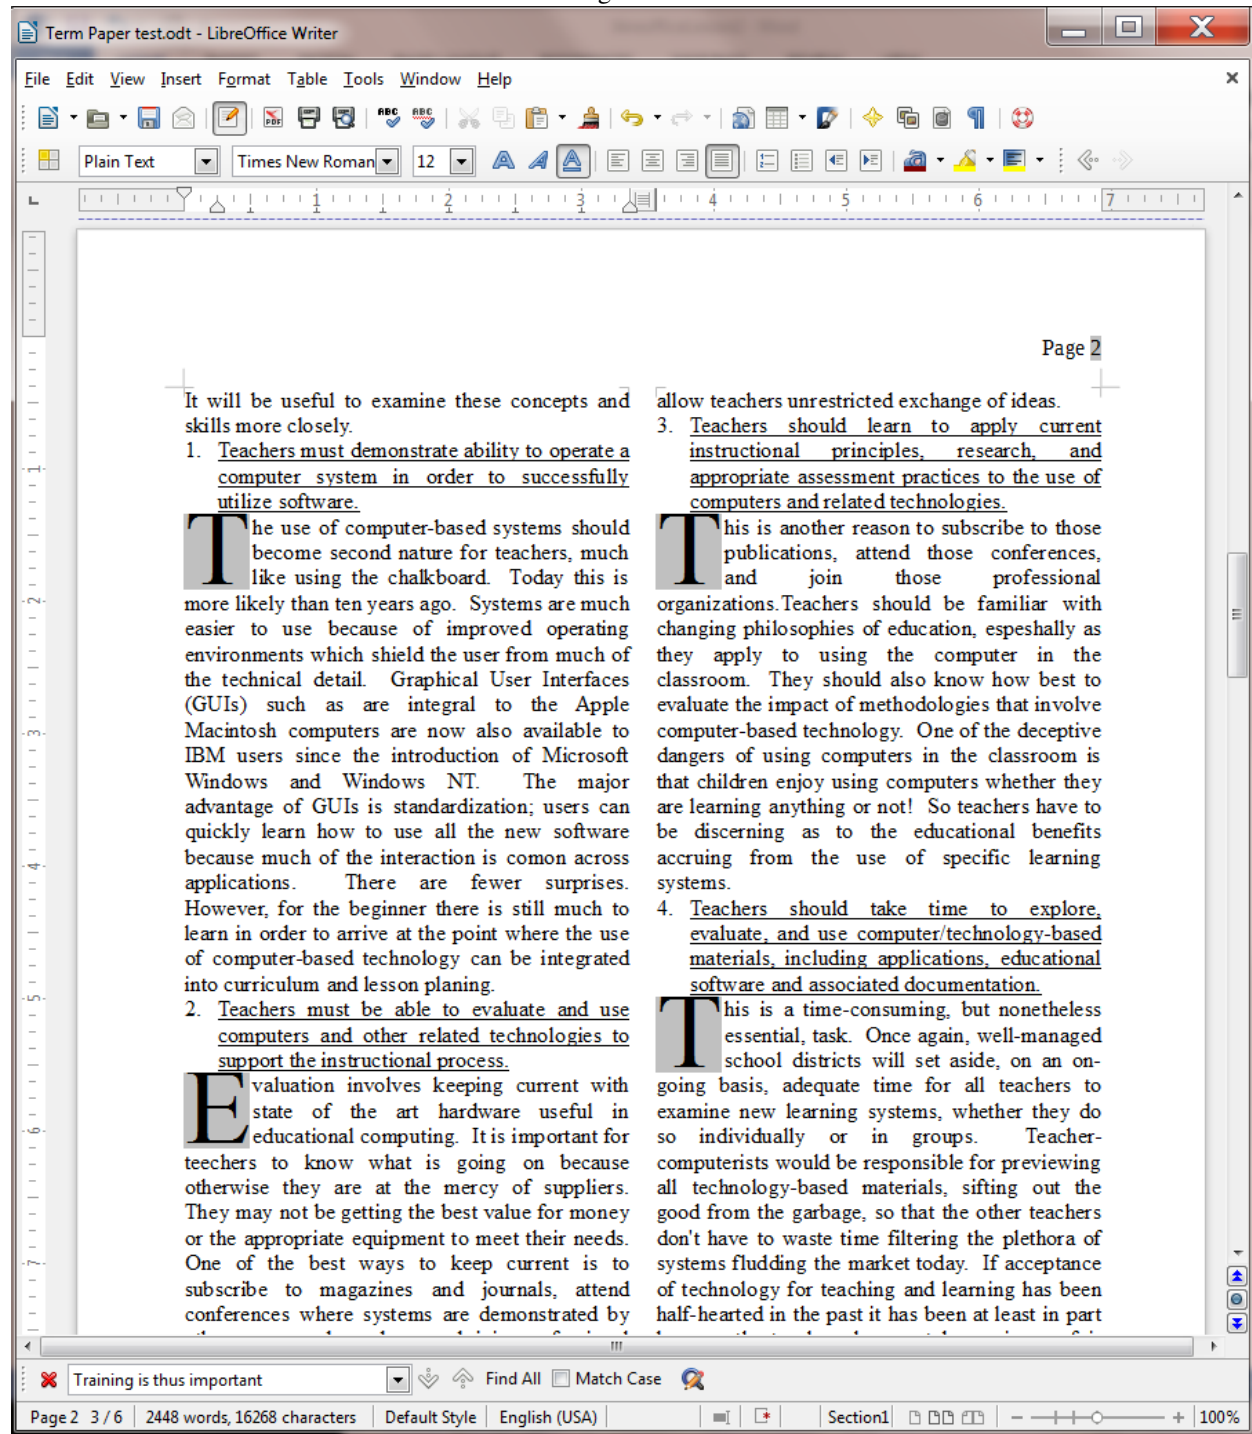 Term Paper test.odt - LibreOffice Writer
File Edit View Insert Format Table Tools Window Help
Plain Text Times New Roman 12
1 2 3 4 5 6 7
Page 2
It will be useful to examine these concepts and
skills more closely.
1. Teachers must demonstrate ability to operate a
computer system in order to successfully
utilize software.
The use of computer-based systems should
become second nature for teachers, much
like using the chalkboard. Today this is
more likely than ten years ago. Systems are much
easier to use because of improved operating
environments which shield the user from much of
the technical detail. Graphical User Interfaces
(GUIs) such as are integral to the Apple
Macintosh computers are now also available to
IBM users since the introduction of Microsoft
Windows and Windows NT. The major
advantage of GUIs is standardization; users can
quickly learn how to use all the new software
because much of the interaction is comon across
applications. There are fewer surprises.
However, for the beginner there is still much to
learn in order to arrive at the point where the use
of computer-based technology can be integrated
into curriculum and lesson planing.
2. Teachers must be able to evaluate and use
computers and other related technologies to
support the instructional process.
Evaluation involves keeping current with
state of the art hardware useful in
educational computing. It is important for
teechers to know what is going on because
otherwise they are at the mercy of suppliers.
They may not be getting the best value for money
or the appropriate equipment to meet their needs.
One of the best ways to keep current is to
subscribe to magazines and journals, attend
conferences where systems are demonstrated by
allow teachers unrestricted exchange of ideas.
3. Teachers should learn to apply current
instructional principles, research, and
appropriate assessment practices to the use of
computers and related technologies.
This is another reason to subscribe to those
publications, attend those conferences,
and join those professional
organizations.Teachers should be familiar with
changing philosophies of education, espeshally as
they apply to using the computer in the
classroom. They should also know how best to
evaluate the impact of methodologies that involve
computer-based technology. One of the deceptive
dangers of using computers in the classroom is
that children enjoy using computers whether they
are learning anything or not! So teachers have to
be discerning as to the educational benefits
accruing from the use of specific learning
systems.
4. Teachers should take time to explore,
evaluate, and use computer/technology-based
materials, including applications, educational
software and associated documentation.
This is a time-consuming, but nonetheless
essential, task. Once again, well-managed
school districts will set aside, on an on-
going basis, adequate time for all teachers to
examine new learning systems, whether they do
so individually or in groups. Teacher-
computerists would be responsible for previewing
all technology-based materials, sifting out the
good from the garbage, so that the other teachers
don't have to waste time filtering the plethora of
systems fludding the market today. If acceptance
of technology for teaching and learning has been
half-hearted in the past it has been at least in part
Training is thus important Find All Match Case
Page 2 3 / 6 2448 words, 16268 characters Default Style English (USA) Section1 100%